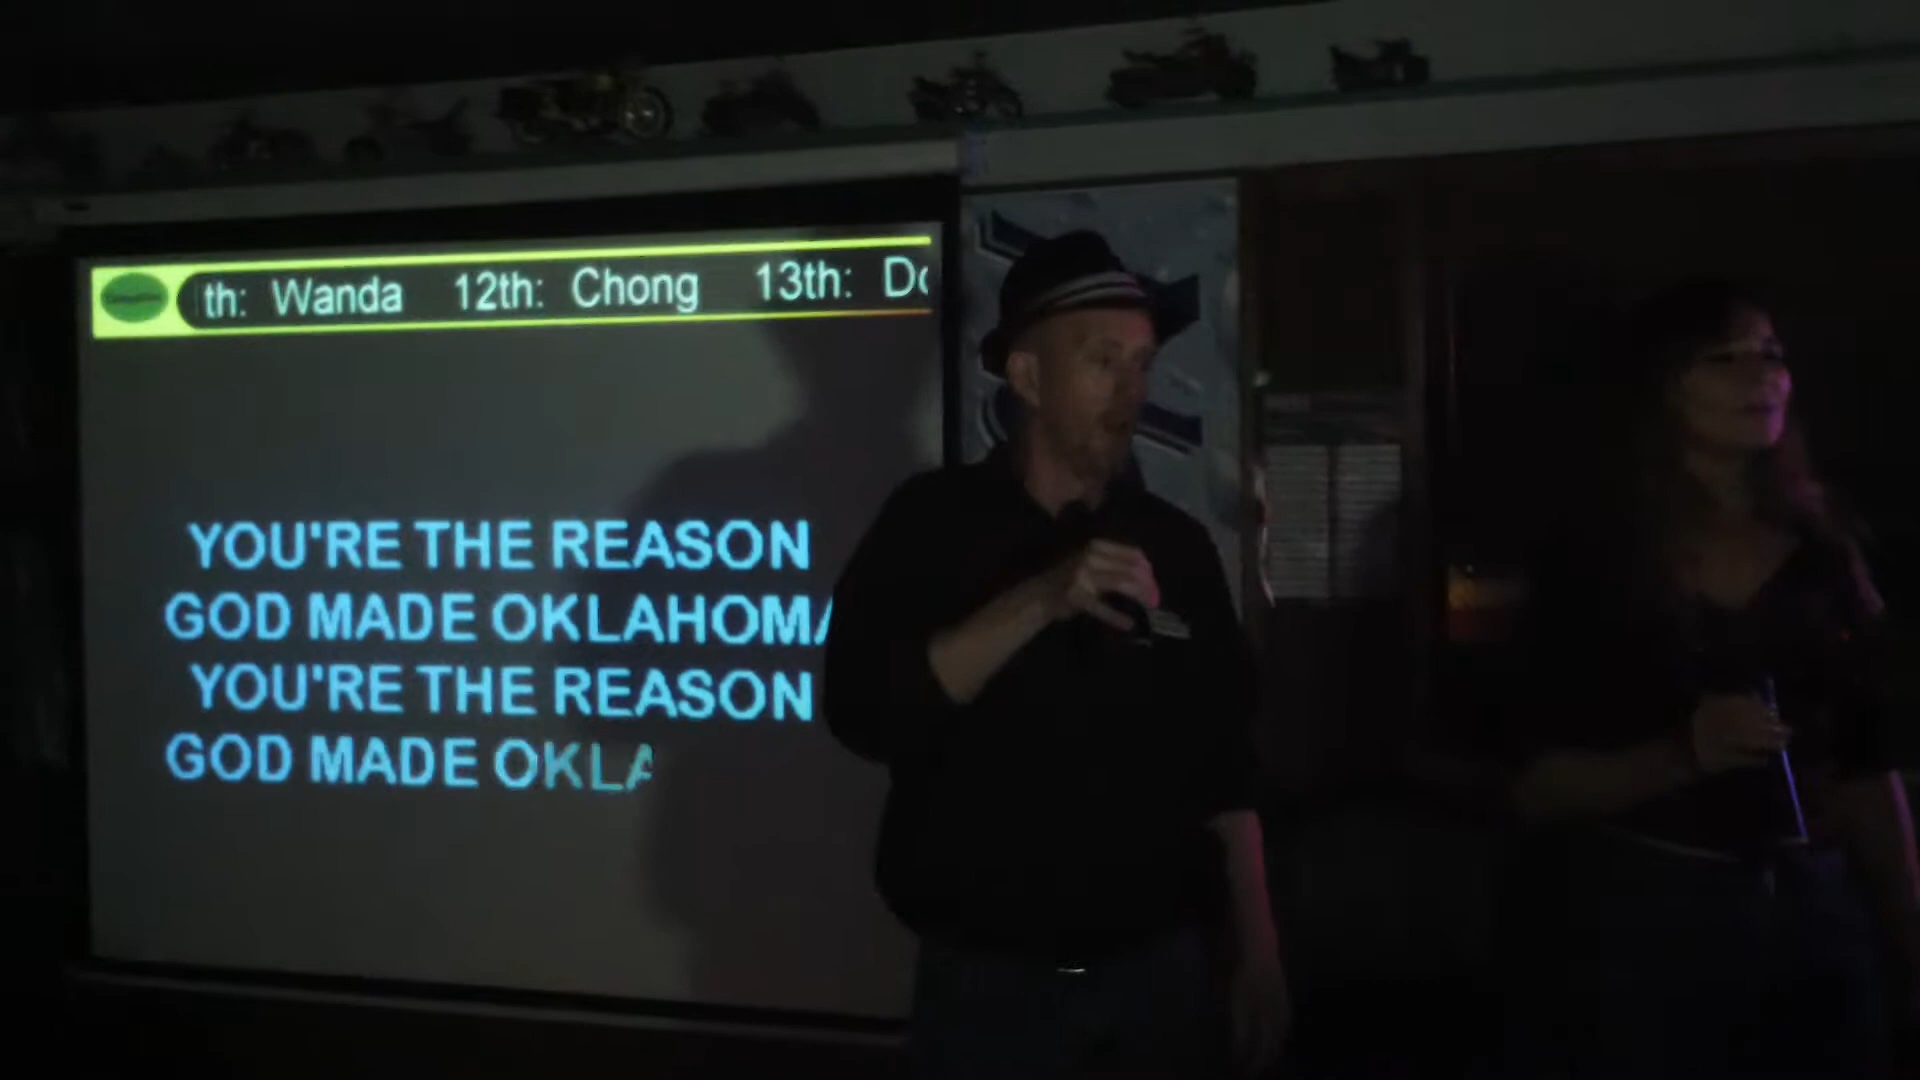 th: Wanda 12th: Chong 13th: Do
YOU'RE THE REASON
GOD MADE OKLAHOMA
YOU'RE THE REASON
GOD MADE OKLA